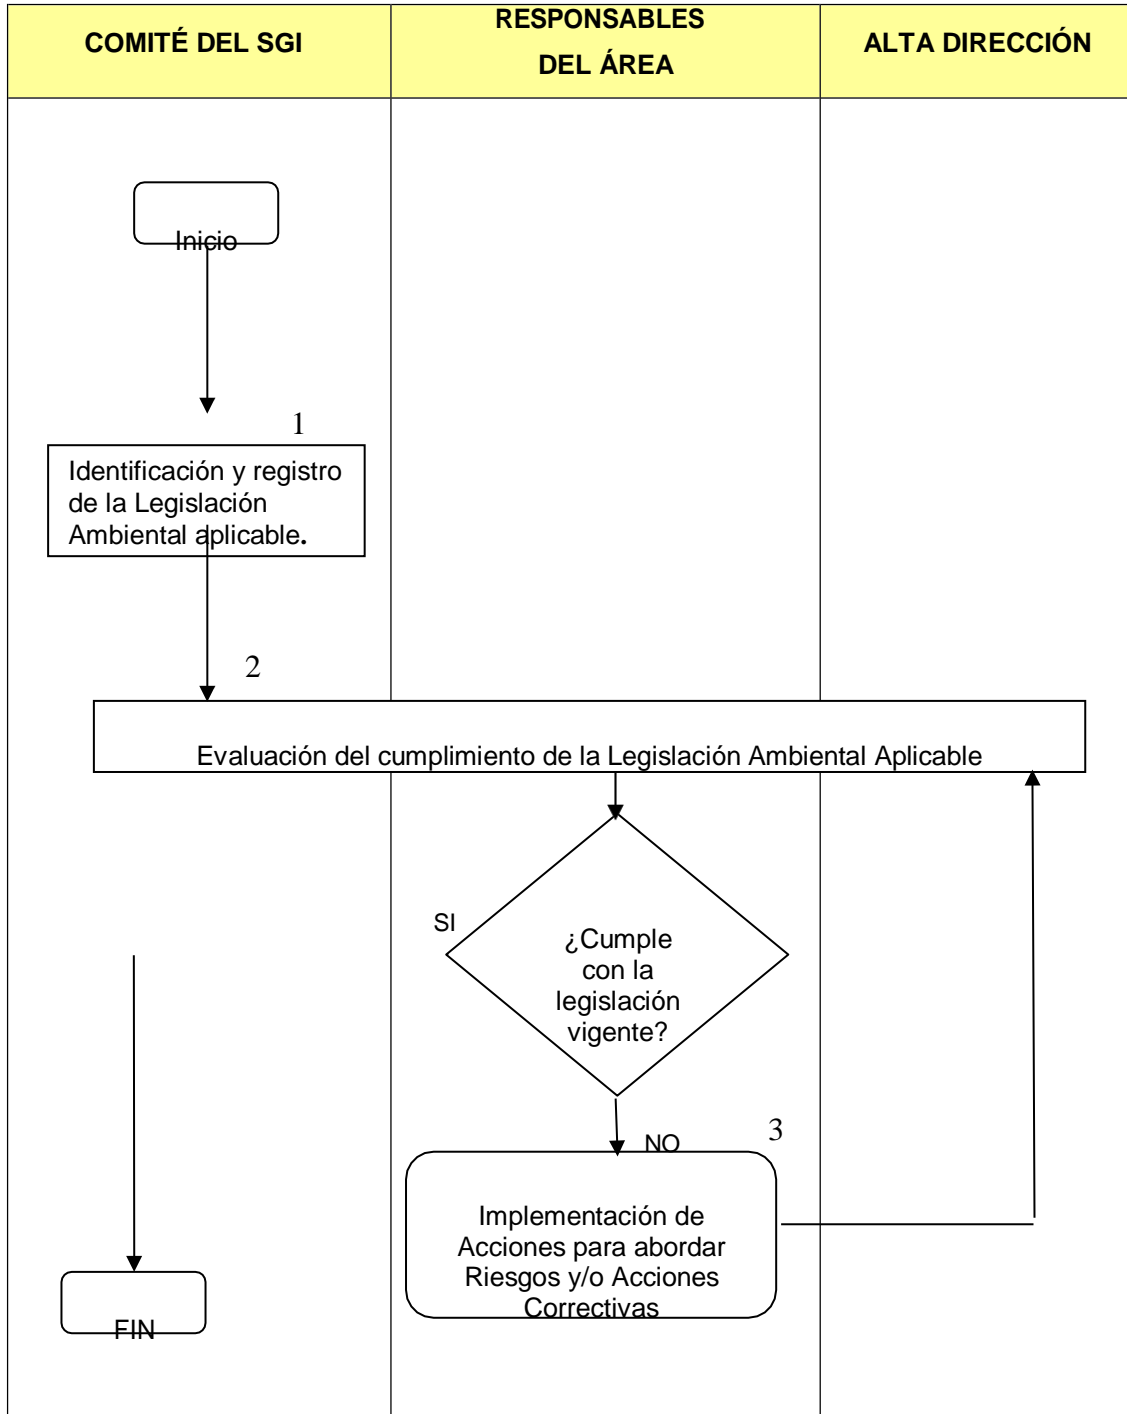 COMITÉ DEL SGI
RESPONSABLES
DEL ÁREA
ALTA DIRECCIÓN
Inicio
1
Identificación y registro
de la Legislación
Ambiental aplicable.
2
Evaluación del cumplimiento de la Legislación Ambiental Aplicable
SI
¿Cumple
con la
legislación
vigente?
NO
3
Implementación de
Acciones para abordar
Riesgos y/o Acciones
Correctivas
FIN